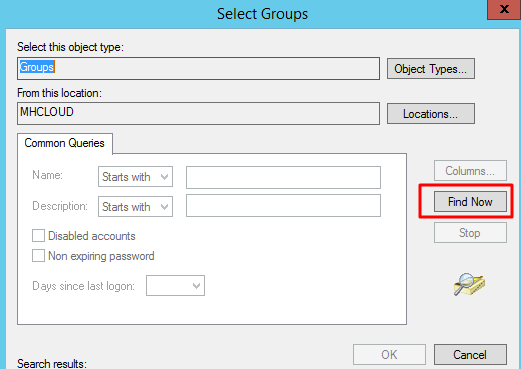 Select Groups
x
Select this object type:
Groups
Object Types...
From this location:
MHCLOUD
Locations...
Common Queries
Name:
Starts with
Description:
Starts with
Disabled accounts
Non expiring password
Days since last logon:
Columns...
Find Now
Stop
OK
Cancel
Search results: